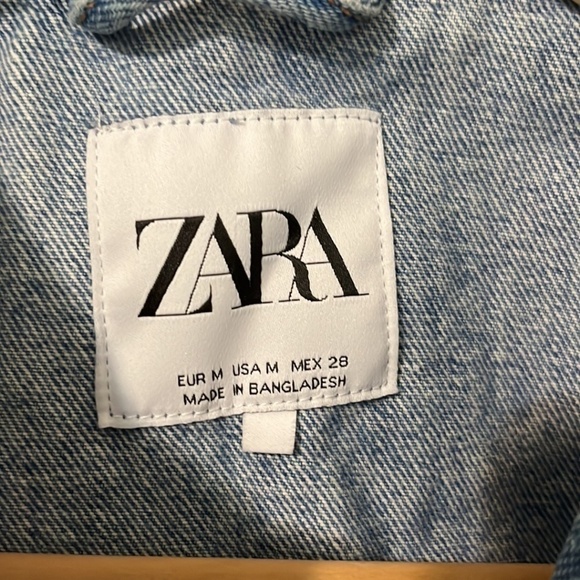 ZARA
EUR M USA M MEX 28
MADE IN BANGLADESH